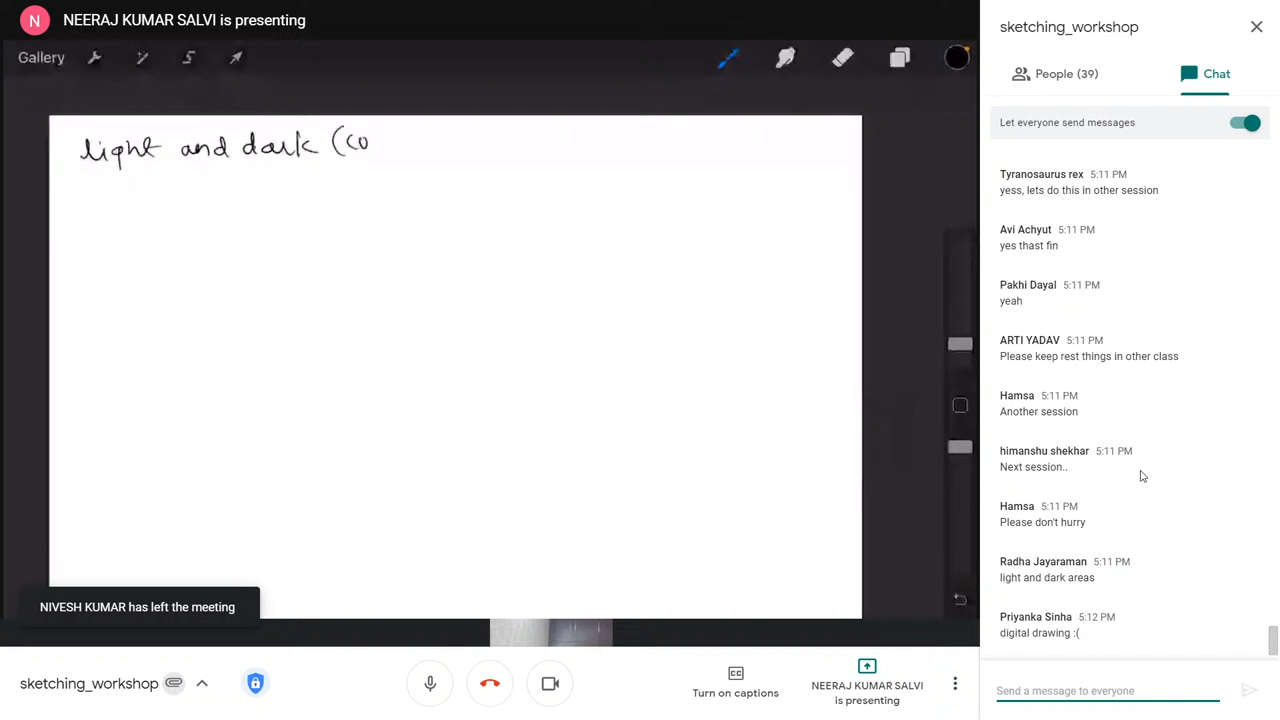 N
NEERAJ KUMAR SALVI is presenting
Gallery
light and dark (co
NIVESH KUMAR has left the meeting
sketching_workshop
Turn on captions
NEERAJ KUMAR SALVI
is presenting
sketching_workshop
People (39)
Chat
Let everyone send messages
Tyranosaurus rex 5:11 PM
yess, lets do this in other session
Avi Achyut 5:11 PM
yes thast fin
Pakhi Dayal 5:11 PM
yeah
ARTI YADAV 5:11 PM
Please keep rest things in other class
Hamsa 5:11 PM
Another session
himanshu shekhar 5:11 PM
Next session..
Hamsa 5:11 PM
Please don't hurry
Radha Jayaraman 5:11 PM
light and dark areas
Priyanka Sinha 5:12 PM
digital drawing :(
Send a message to everyone